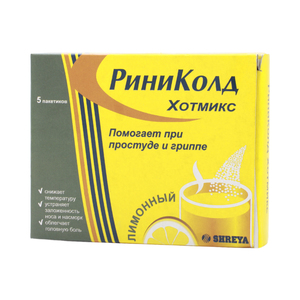 РиниКолд
Хотмикс
5 пакетиков
Помогает при
простуде и гриппе
снижает
температуру
устраняет
заложенность
носа и насморк
облегчает
головную боль
ЛИМОННЫЙ
SHREYA